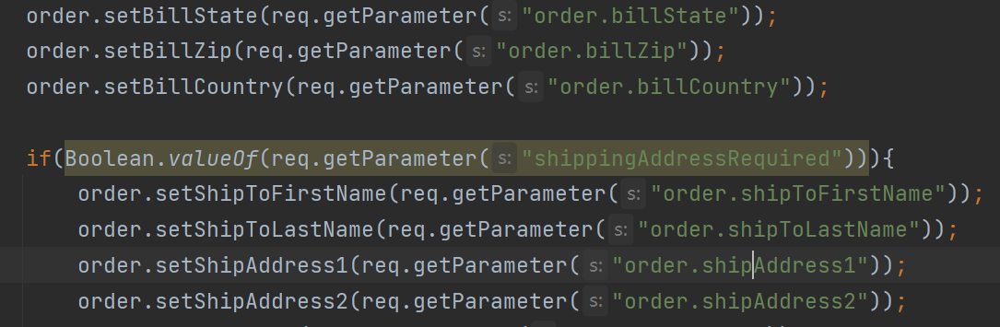 order.setBillState(req.getParameter( s: "order.billState"));
order.setBillZip(req.getParameter( s: "order.billZip"));
order.setBillCountry(req.getParameter( s: "order.billCountry"));
if(Boolean.valueOf(req.getParameter( s: "shippingAddressRequired"))){
order.setShipToFirstName(req.getParameter( s: "order.shipToFirstName"));
order.setShipToLastName(req.getParameter( s: "order.shipToLastName"));
order.setShipAddress1(req.getParameter( s: "order.shipAddress1"));
order.setShipAddress2(req.getParameter( s: "order.shipAddress2"));